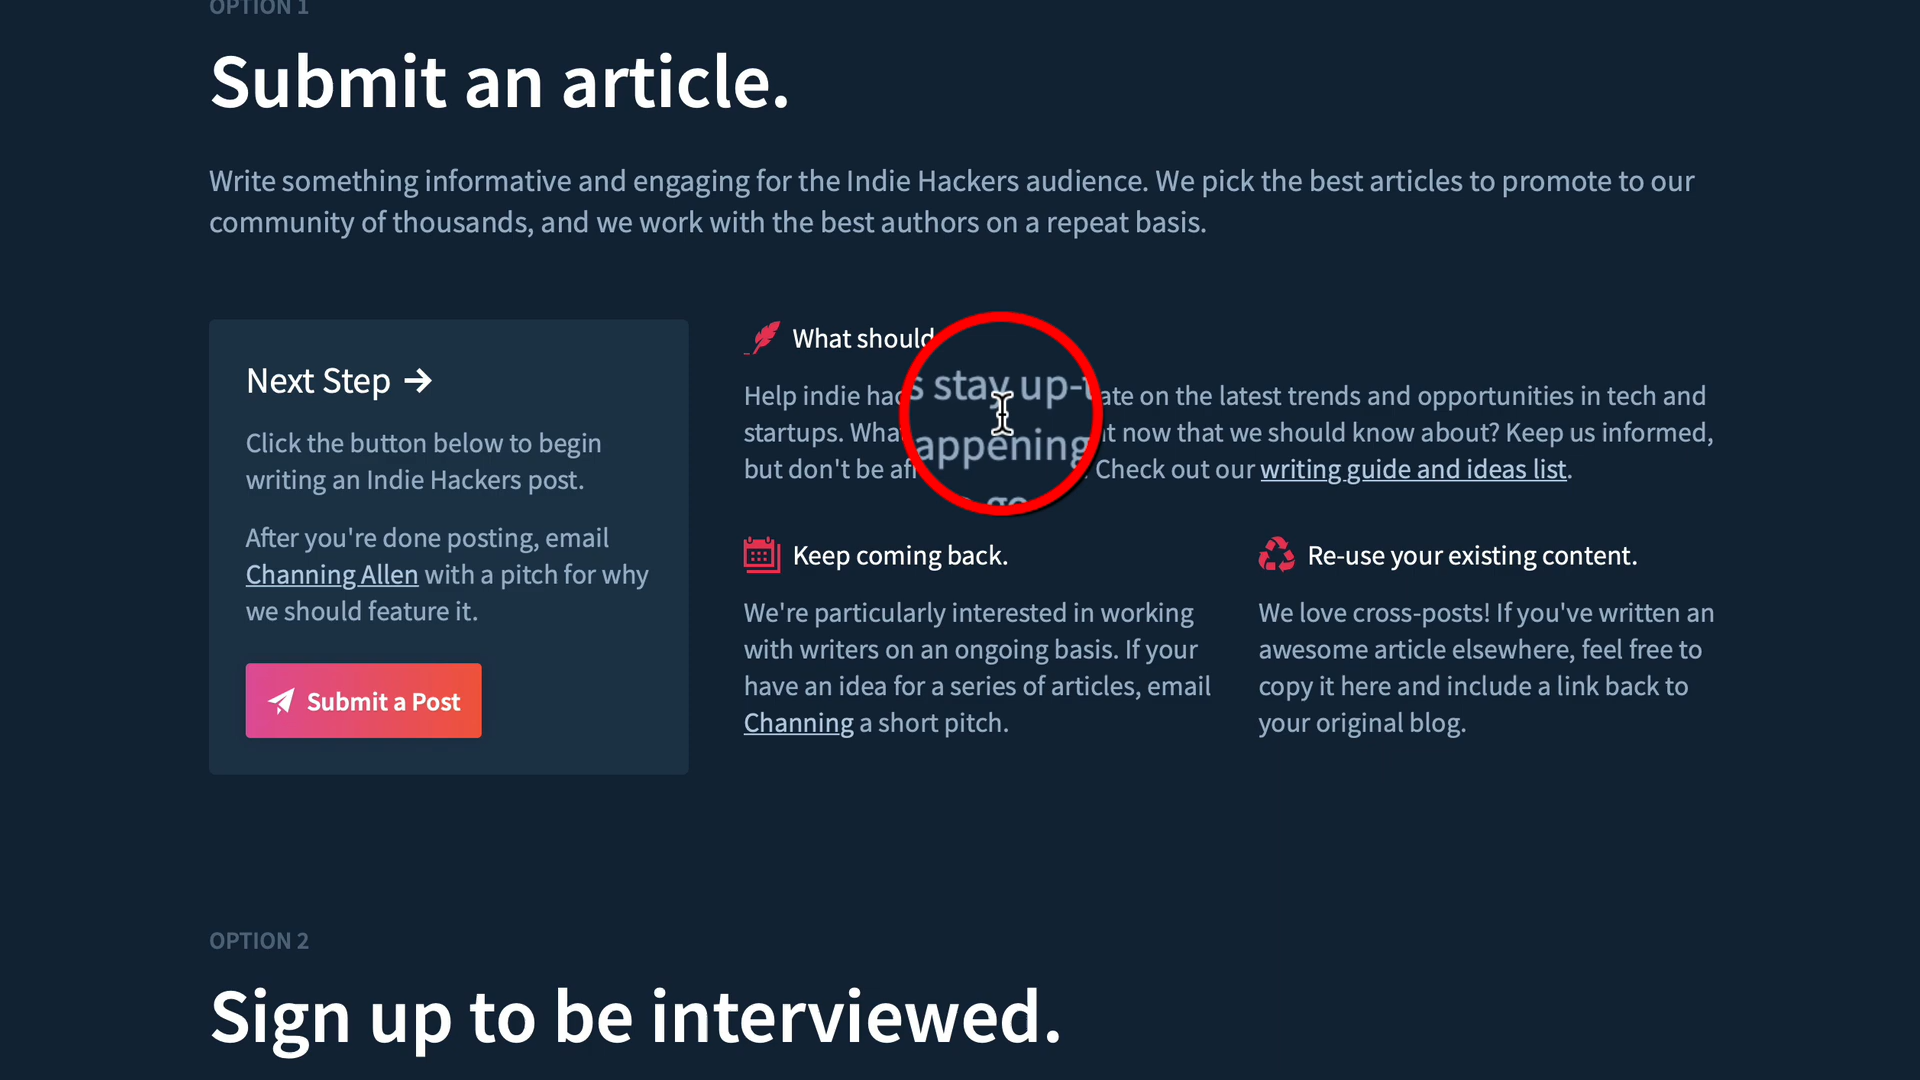 OPTION 1
Submit an article.
Write something informative and engaging for the Indie Hackers audience. We pick the best articles to promote to our
community of thousands, and we work with the best authors on a repeat basis.
Next Step
Click the button below to begin
writing an Indie Hackers post.
After you're done posting, email
Channing Allen with a pitch for why
we should feature it.
Submit a Post
What should
Help indie hac s stay up-t ate on the latest trends and opportunities in tech and
startups. What appening t now that we should know about? Keep us informed,
but don't be af go Check out our writing guide and ideas list.
Keep coming back.
We're particularly interested in working
with writers on an ongoing basis. If your
have an idea for a series of articles, email
Channing a short pitch.
Re-use your existing content.
We love cross-posts! If you've written an
awesome article elsewhere, feel free to
copy it here and include a link back to
your original blog.
OPTION 2
Sign up to be interviewed.